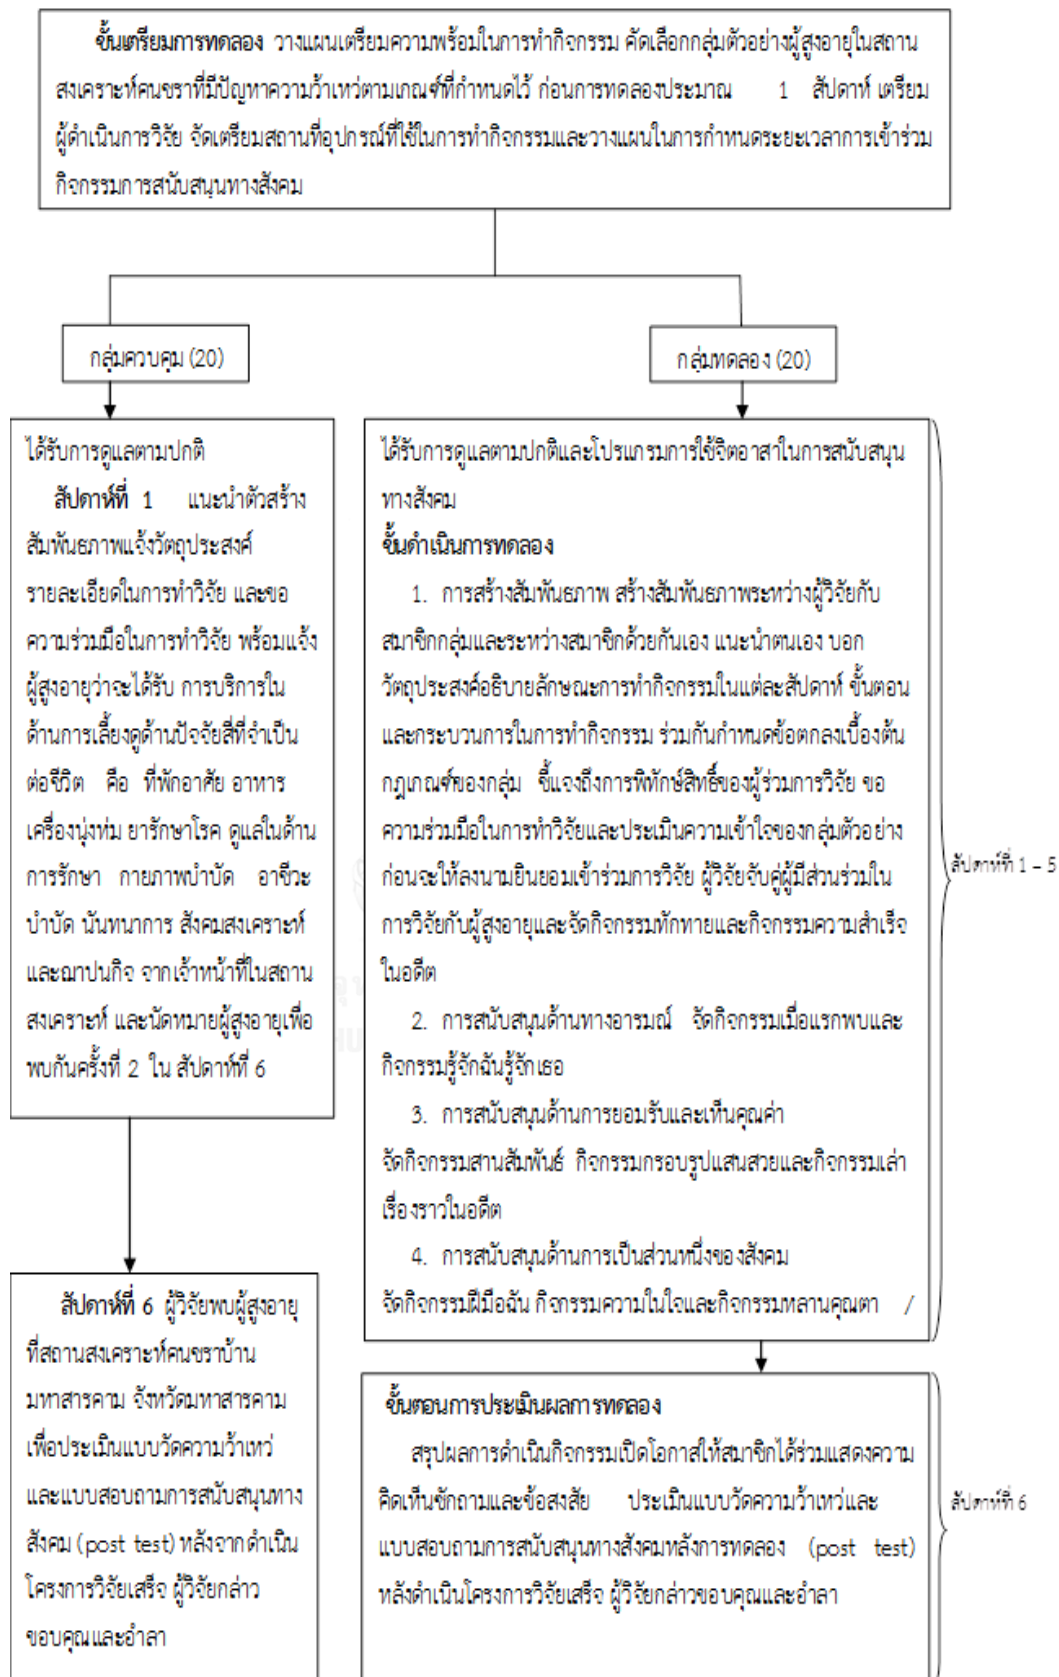 ขั้นเตรียมการทดลอง วางแผนเตรียมความพร้อมในการทำกิจกรรม คัดเลือกกลุ่มตัวอย่างผู้สูงอายุในสถาน
สงเคราะห์คนชราที่มีปัญหาความว้าเหว่ตามเกณฑ์ที่กำหนดไว้ ก่อนการทดลองประมาณ 1 สัปดาห์ เตรียม
ผู้ดำเนินการวิจัย จัดเตรียมสถานที่อุปกรณ์ที่ใช้ในการทำกิจกรรมและวางแผนในการกำหนดระยะเวลาการเข้าร่วม
กิจกรรมการสนับสนุนทางสังคม
กลุ่มควบคุม (20)
กลุ่มทดลอง (20)
ได้รับการดูแลตามปกติ
สัปดาห์ที่ 1 แนะนำตัวสร้าง
สัมพันธภาพแจ้งวัตถุประสงค์
รายละเอียดในการทำวิจัย และขอ
ความร่วมมือในการทำวิจัย พร้อมแจ้ง
ผู้สูงอายุว่าจะได้รับ การบริการใน
ด้านการเลี้ยงดูด้านปัจจัยสี่ที่จำเป็น
ต่อชีวิต คือ ที่พักอาศัย อาหาร
เครื่องนุ่งห่ม ยารักษาโรค ดูแลในด้าน
การรักษา กายภาพบำบัด อาชีวะ
บำบัด นันทนาการ สังคมสงเคราะห์
และฌาปนกิจ จากเจ้าหน้าที่ในสถาน
สงเคราะห์ และนัดหมายผู้สูงอายุเพื่อ
พบกันครั้งที่ 2 ใน สัปดาห์ที่ 6
ได้รับการดูแลตามปกติและโปรแกรมการใช้จิตอาสาในการสนับสนุน
ทางสังคม
ขั้นดำเนินการทดลอง
1. การสร้างสัมพันธภาพ สร้างสัมพันธภาพระหว่างผู้วิจัยกับ
สมาชิกกลุ่มและระหว่างสมาชิกด้วยกันเอง แนะนำตนเอง บอก
วัตถุประสงค์อธิบายลักษณะการทำกิจกรรมในแต่ละสัปดาห์ ขั้นตอน
และกระบวนการในการทำกิจกรรม ร่วมกันกำหนดข้อตกลงเบื้องต้น
กฎเกณฑ์ของกลุ่ม ชี้แจงถึงการพิทักษ์สิทธิ์ของผู้ร่วมการวิจัย ขอ
ความร่วมมือในการทำวิจัยและประเมินความเข้าใจของกลุ่มตัวอย่าง
ก่อนจะให้ลงนามยินยอมเข้าร่วมการวิจัย ผู้วิจัยจับคู่ผู้มีส่วนร่วมใน
การวิจัยกับผู้สูงอายุและจัดกิจกรรมทักทายและกิจกรรมความสำเร็จ
ในอดีต
2. การสนับสนุนด้านทางอารมณ์ จัดกิจกรรมเมื่อแรกพบและ
กิจกรรมรู้จักฉันรู้จักเธอ
3. การสนับสนุนด้านการยอมรับและเห็นคุณค่า
จัดกิจกรรมสานสัมพันธ์ กิจกรรมกรอบรูปแสนสวยและกิจกรรมเล่า
เรื่องราวในอดีต
4. การสนับสนุนด้านการเป็นส่วนหนึ่งของสังคม
จัดกิจกรรมฝีมือฉัน กิจกรรมความในใจและกิจกรรมหลานคุณตา /
สัปดาห์ที่ 1 – 5
สัปดาห์ที่ 6 ผู้วิจัยพบผู้สูงอายุ
ที่สถานสงเคราะห์คนชราบ้าน
มหาสารคาม จังหวัดมหาสารคาม
เพื่อประเมินแบบวัดความว้าเหว่
และแบบสอบถามการสนับสนุนทาง
สังคม (post test) หลังจากดำเนิน
โครงการวิจัยเสร็จ ผู้วิจัยกล่าว
ขอบคุณและอำลา
ขั้นตอนการประเมินผลการทดลอง
สรุปผลการดำเนินกิจกรรมเปิดโอกาสให้สมาชิกได้ร่วมแสดงความ
คิดเห็นซักถามและข้อสงสัย ประเมินแบบวัดความว้าเหว่และ
แบบสอบถามการสนับสนุนทางสังคมหลังการทดลอง (post test)
หลังดำเนินโครงการวิจัยเสร็จ ผู้วิจัยกล่าวขอบคุณและอำลา
สัปดาห์ที่ 6